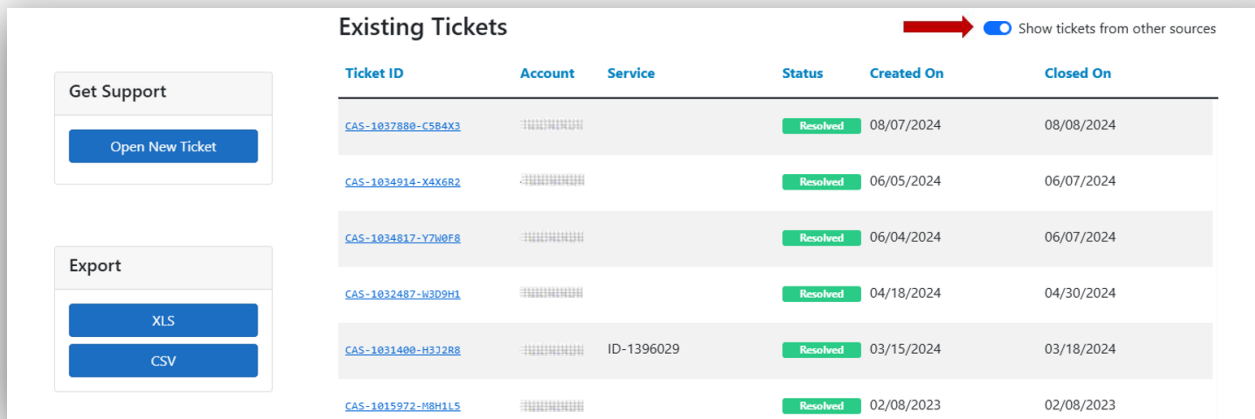 Existing Tickets
Show tickets from other sources
Get Support
Open New Ticket
Export
XLS
CSV
Ticket ID Account Service Status Created On Closed On
CAS-1037880-C5B4X3 Resolved 08/07/2024 08/08/2024
CAS-1034914-X4X6R2 Resolved 06/05/2024 06/07/2024
CAS-1034817-Y7W0F8 Resolved 06/04/2024 06/07/2024
CAS-1032487-W3D9H1 Resolved 04/18/2024 04/30/2024
CAS-1031400-H3J2R8 ID-1396029 Resolved 03/15/2024 03/18/2024
CAS-1015972-M8H1L5 Resolved 02/08/2023 02/08/2023